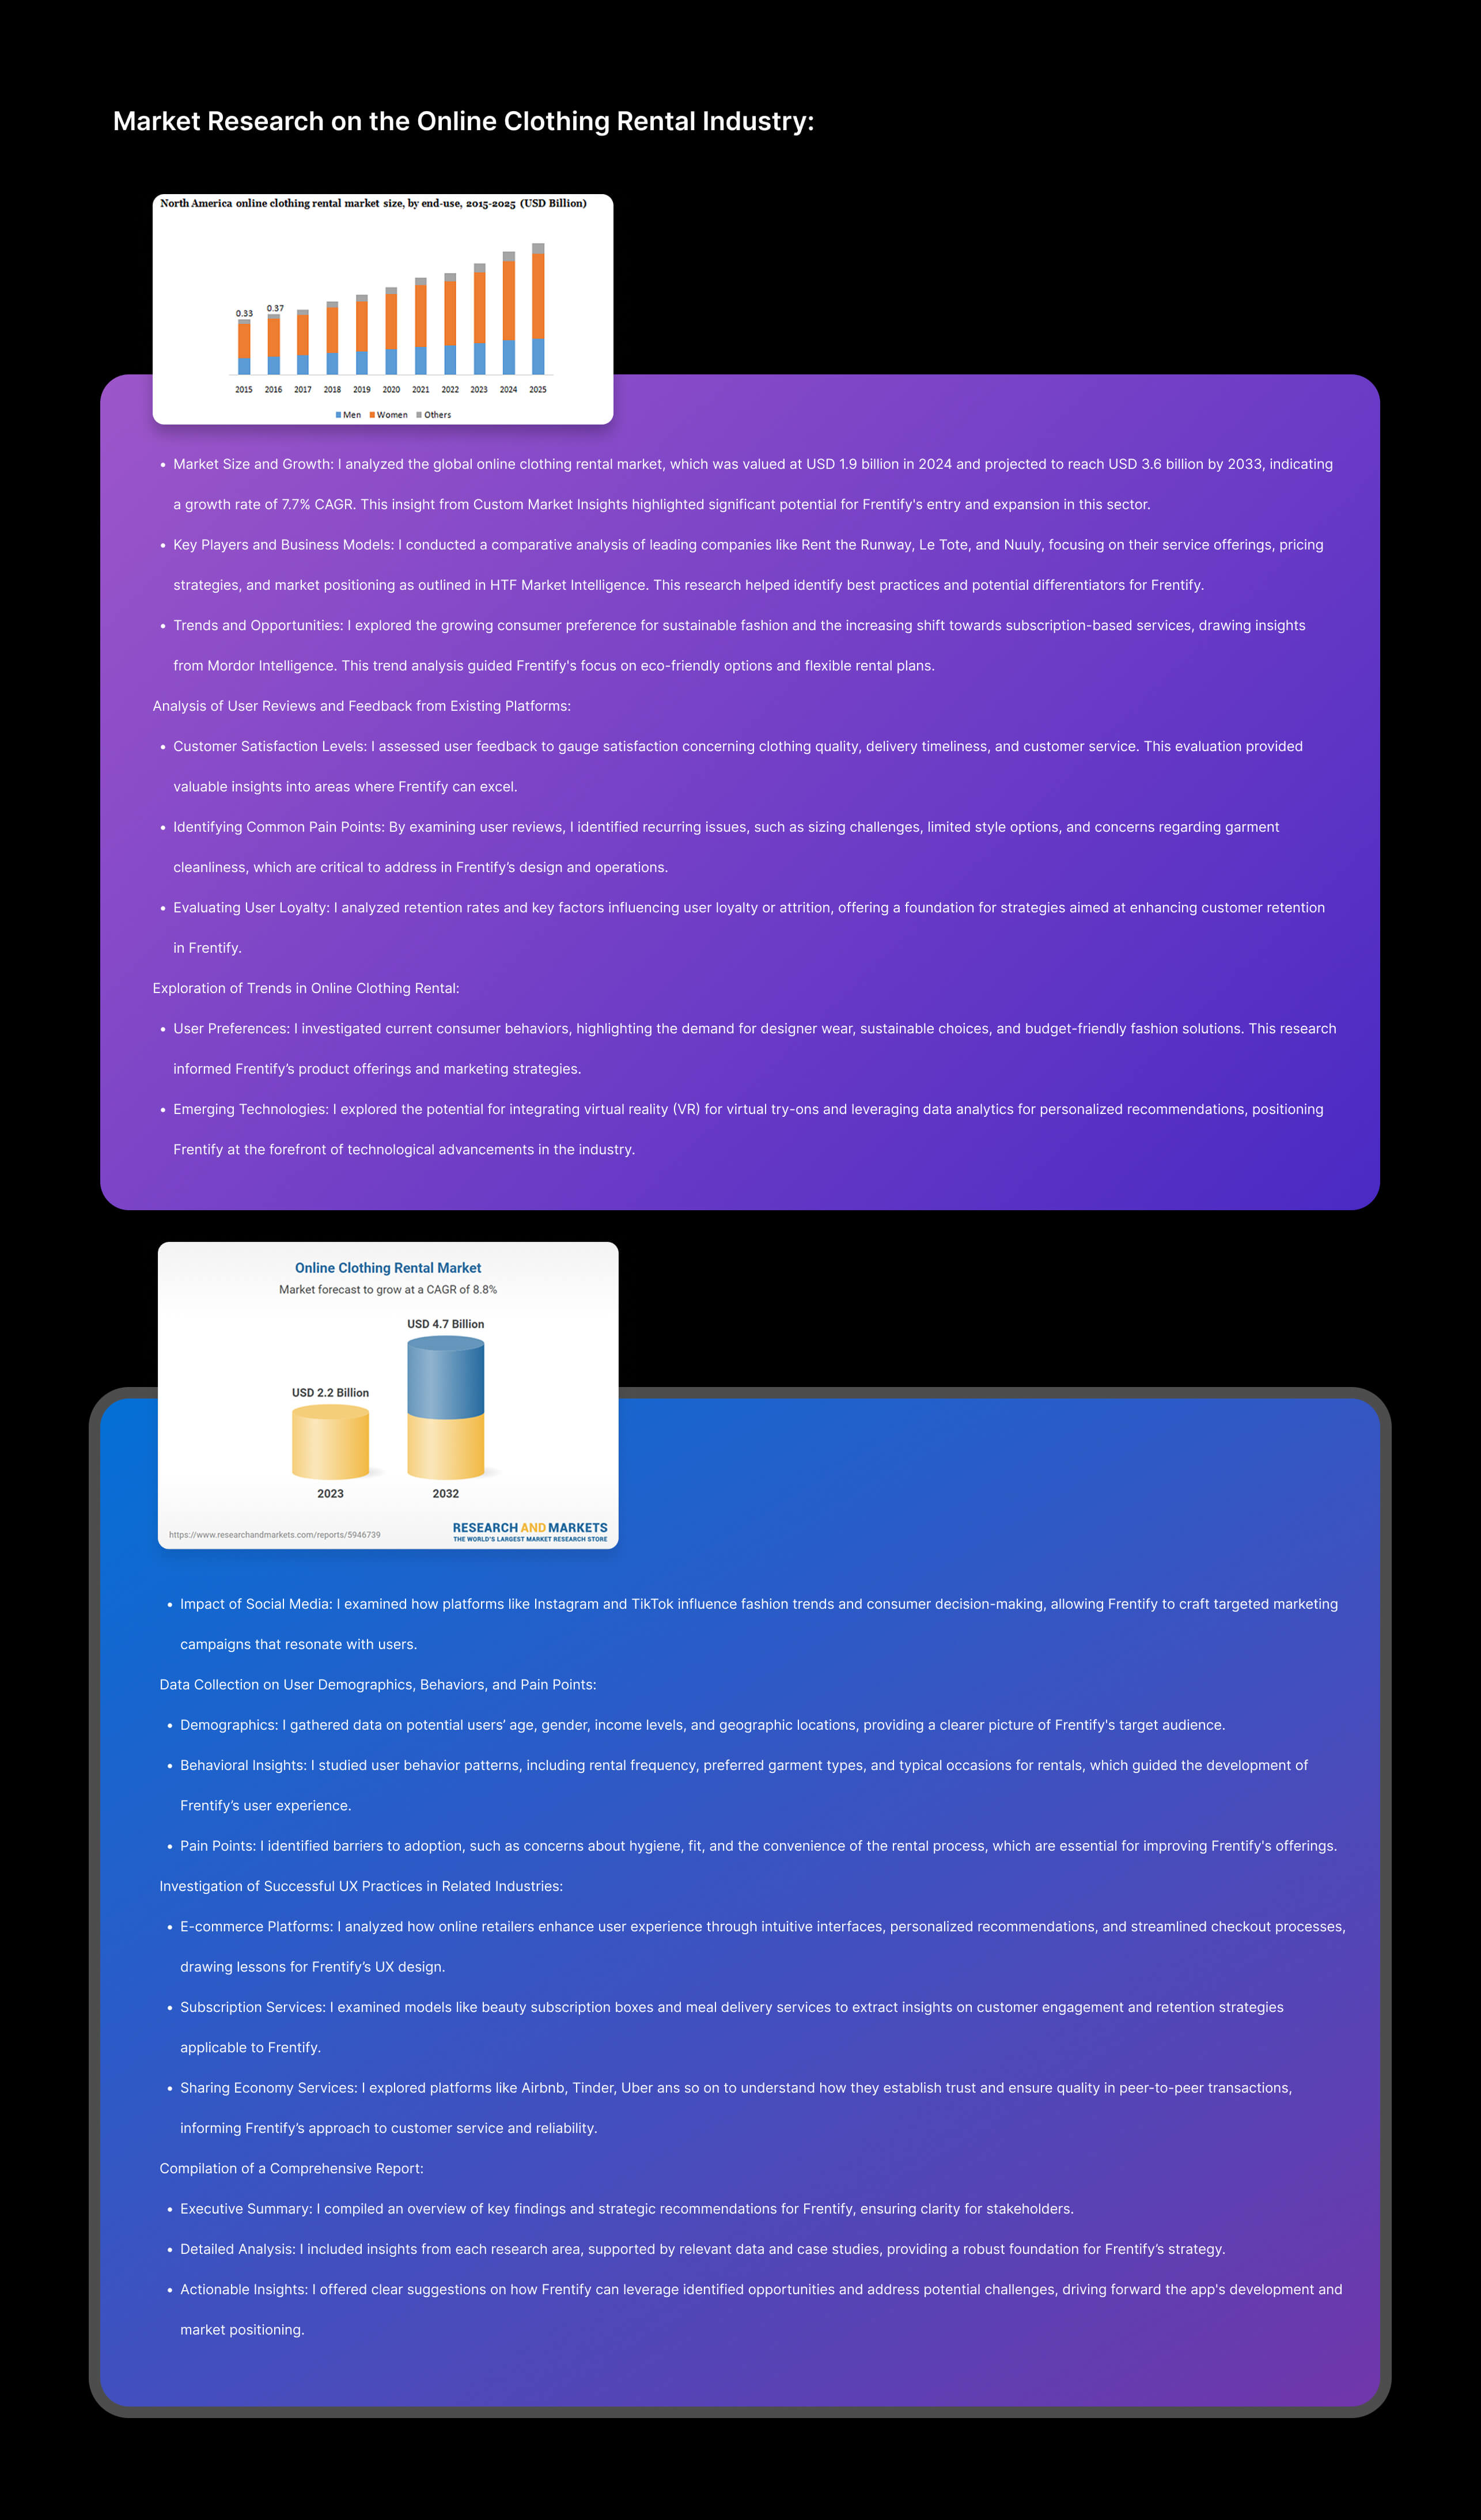 Market Research on the Online Clothing Rental Industry:
North America online clothing rental market size, by end-use, 2015-2025 (USD Billion)
0.33 0.37
2015 2016 2017 2018 2019 2020 2021 2022 2023 2024 2025
Men Women Others
• Market Size and Growth: I analyzed the global online clothing rental market, which was valued at USD 1.9 billion in 2024 and projected to reach USD 3.6 billion by 2033, indicating
a growth rate of 7.7% CAGR. This insight from Custom Market Insights highlighted significant potential for Frentify's entry and expansion in this sector.
• Key Players and Business Models: I conducted a comparative analysis of leading companies like Rent the Runway, Le Tote, and Nuuly, focusing on their service offerings, pricing
strategies, and market positioning as outlined in HTF Market Intelligence. This research helped identify best practices and potential differentiators for Frentify.
• Trends and Opportunities: I explored the growing consumer preference for sustainable fashion and the increasing shift towards subscription-based services, drawing insights
from Mordor Intelligence. This trend analysis guided Frentify's focus on eco-friendly options and flexible rental plans.
Analysis of User Reviews and Feedback from Existing Platforms:
• Customer Satisfaction Levels: I assessed user feedback to gauge satisfaction concerning clothing quality, delivery timeliness, and customer service. This evaluation provided
valuable insights into areas where Frentify can excel.
• Identifying Common Pain Points: By examining user reviews, I identified recurring issues, such as sizing challenges, limited style options, and concerns regarding garment
cleanliness, which are critical to address in Frentify’s design and operations.
• Evaluating User Loyalty: I analyzed retention rates and key factors influencing user loyalty or attrition, offering a foundation for strategies aimed at enhancing customer retention
in Frentify.
Exploration of Trends in Online Clothing Rental:
• User Preferences: I investigated current consumer behaviors, highlighting the demand for designer wear, sustainable choices, and budget-friendly fashion solutions. This research
informed Frentify’s product offerings and marketing strategies.
• Emerging Technologies: I explored the potential for integrating virtual reality (VR) for virtual try-ons and leveraging data analytics for personalized recommendations, positioning
Frentify at the forefront of technological advancements in the industry.
Online Clothing Rental Market
Market forecast to grow at a CAGR of 8.8%
USD 4.7 Billion
USD 2.2 Billion
2023 2032
https://www.researchandmarkets.com/reports/5946739
RESEARCH AND MARKETS
THE WORLD'S LARGEST MARKET RESEARCH STORE
• Impact of Social Media: I examined how platforms like Instagram and TikTok influence fashion trends and consumer decision-making, allowing Frentify to craft targeted marketing
campaigns that resonate with users.
Data Collection on User Demographics, Behaviors, and Pain Points:
• Demographics: I gathered data on potential users’ age, gender, income levels, and geographic locations, providing a clearer picture of Frentify's target audience.
• Behavioral Insights: I studied user behavior patterns, including rental frequency, preferred garment types, and typical occasions for rentals, which guided the development of
Frentify’s user experience.
• Pain Points: I identified barriers to adoption, such as concerns about hygiene, fit, and the convenience of the rental process, which are essential for improving Frentify's offerings.
Investigation of Successful UX Practices in Related Industries:
• E-commerce Platforms: I analyzed how online retailers enhance user experience through intuitive interfaces, personalized recommendations, and streamlined checkout processes,
drawing lessons for Frentify’s UX design.
• Subscription Services: I examined models like beauty subscription boxes and meal delivery services to extract insights on customer engagement and retention strategies
applicable to Frentify.
• Sharing Economy Services: I explored platforms like Airbnb, Tinder, Uber ans so on to understand how they establish trust and ensure quality in peer-to-peer transactions,
informing Frentify’s approach to customer service and reliability.
Compilation of a Comprehensive Report:
• Executive Summary: I compiled an overview of key findings and strategic recommendations for Frentify, ensuring clarity for stakeholders.
• Detailed Analysis: I included insights from each research area, supported by relevant data and case studies, providing a robust foundation for Frentify’s strategy.
• Actionable Insights: I offered clear suggestions on how Frentify can leverage identified opportunities and address potential challenges, driving forward the app's development and
market positioning.